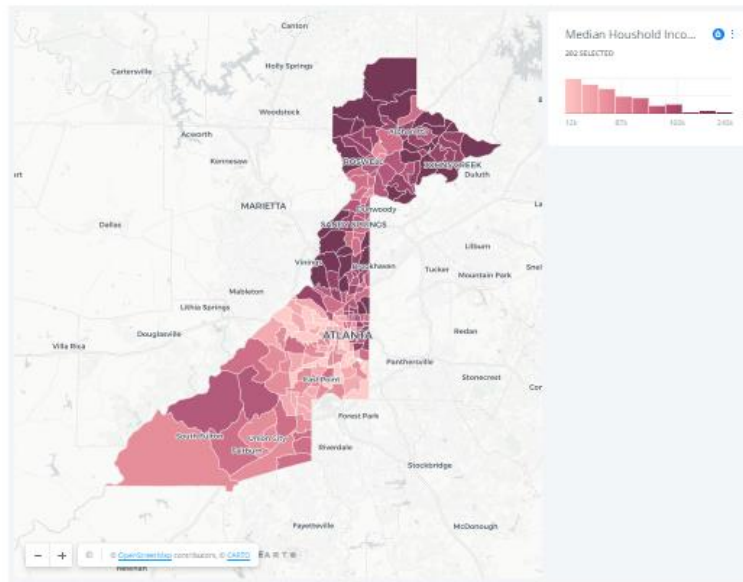 Canton
Median Houshold Inco...
202 SELECTED
Holly Springs
Cartersville
Woodstock
12k 87k 160k 240k
Alpharetta
Acworth
Kennesaw
ROSWELL
JOHNS CREEK
Duluth
MARIETTA
Dunwoody
SANDY SPRINGS
Dallas
Lilburn
Vinings
Brookhaven
Tucker
Mountain Park
Snel
Mableton
Lithia Springs
Douglasville
ATLANTA
Redan
Villa Rica
Panthersville
East Point
Stonecrest
Cor
Forest Park
South Fulton
Union City
Fairburn
Riverdale
Stockbridge
Fayetteville
McDonough
− +
© OpenStreetMap contributors, © CARTO
Newnan